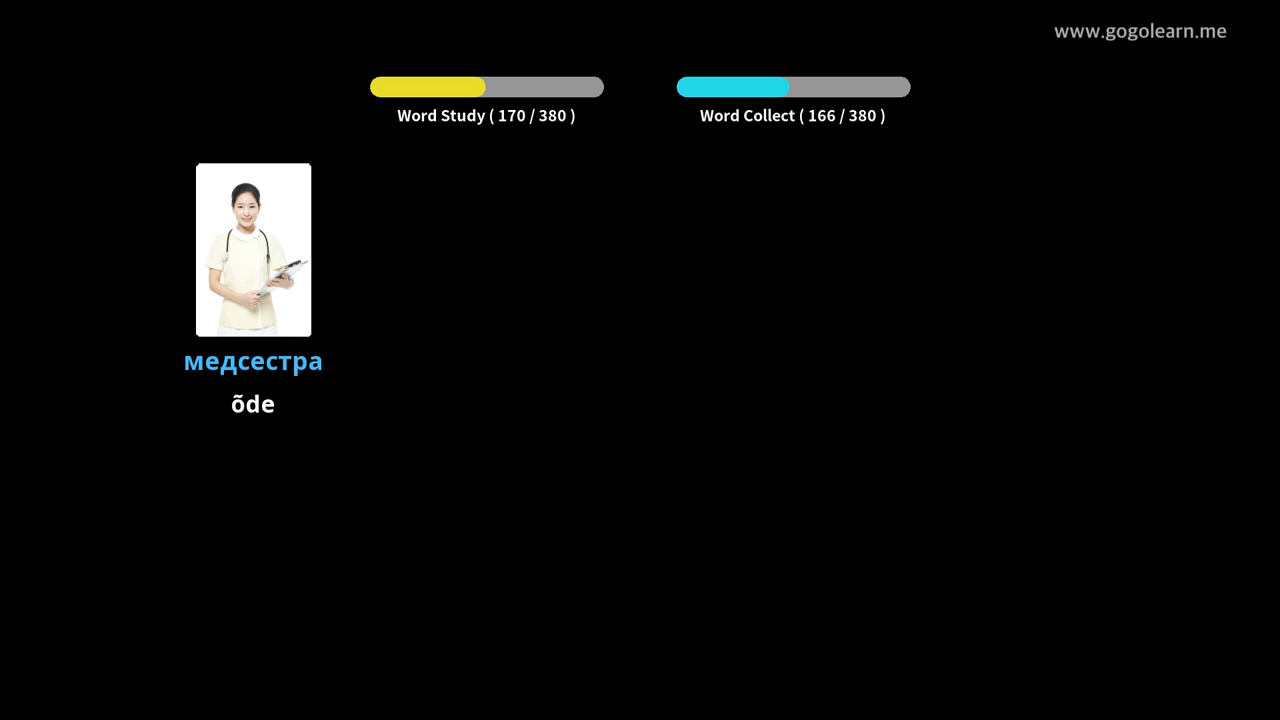 www.gogolearn.me
Word Study ( 170 / 380 )
Word Collect ( 166 / 380 )
медсестра
õde